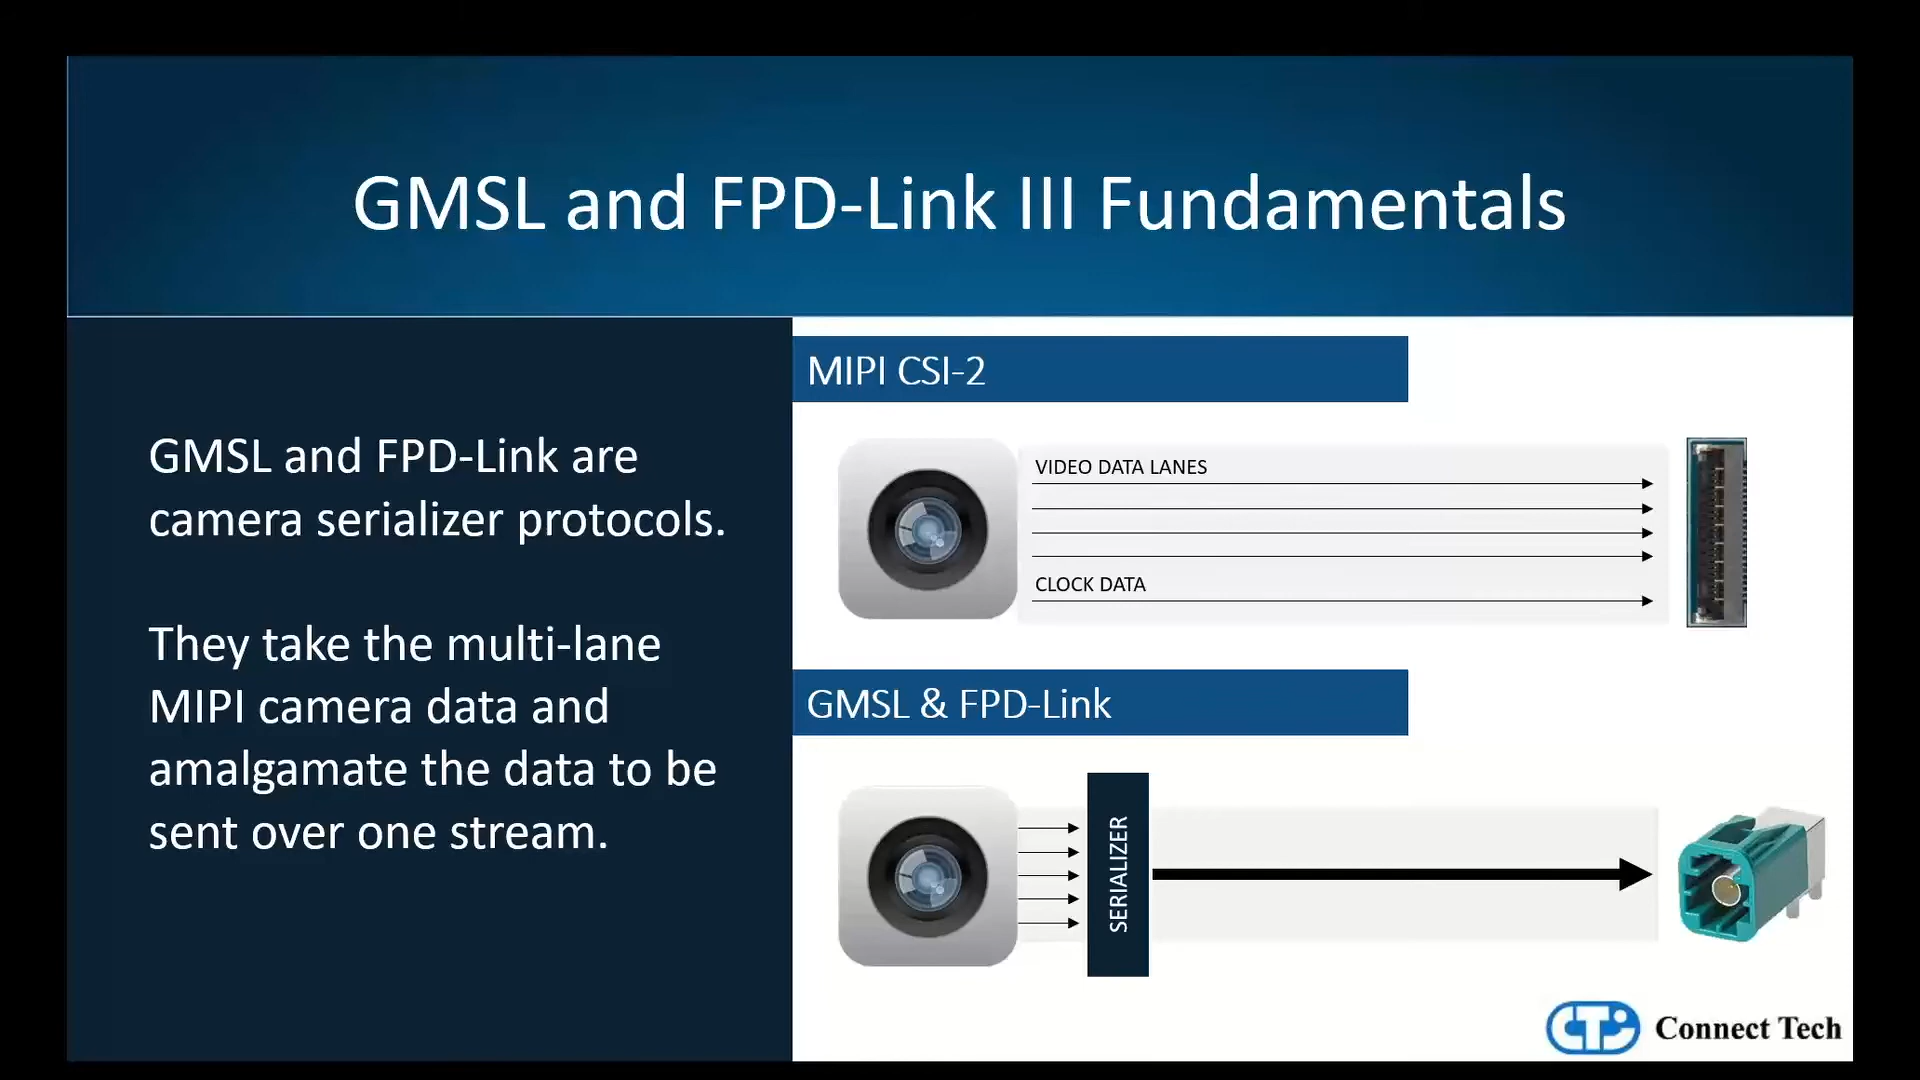 GMSL and FPD-Link III Fundamentals
GMSL and FPD-Link are
camera serializer protocols.
They take the multi-lane
MIPI camera data and
amalgamate the data to be
sent over one stream.
MIPI CSI-2
VIDEO DATA LANES
CLOCK DATA
GMSL & FPD-Link
SERIALIZER
CTi Connect Tech